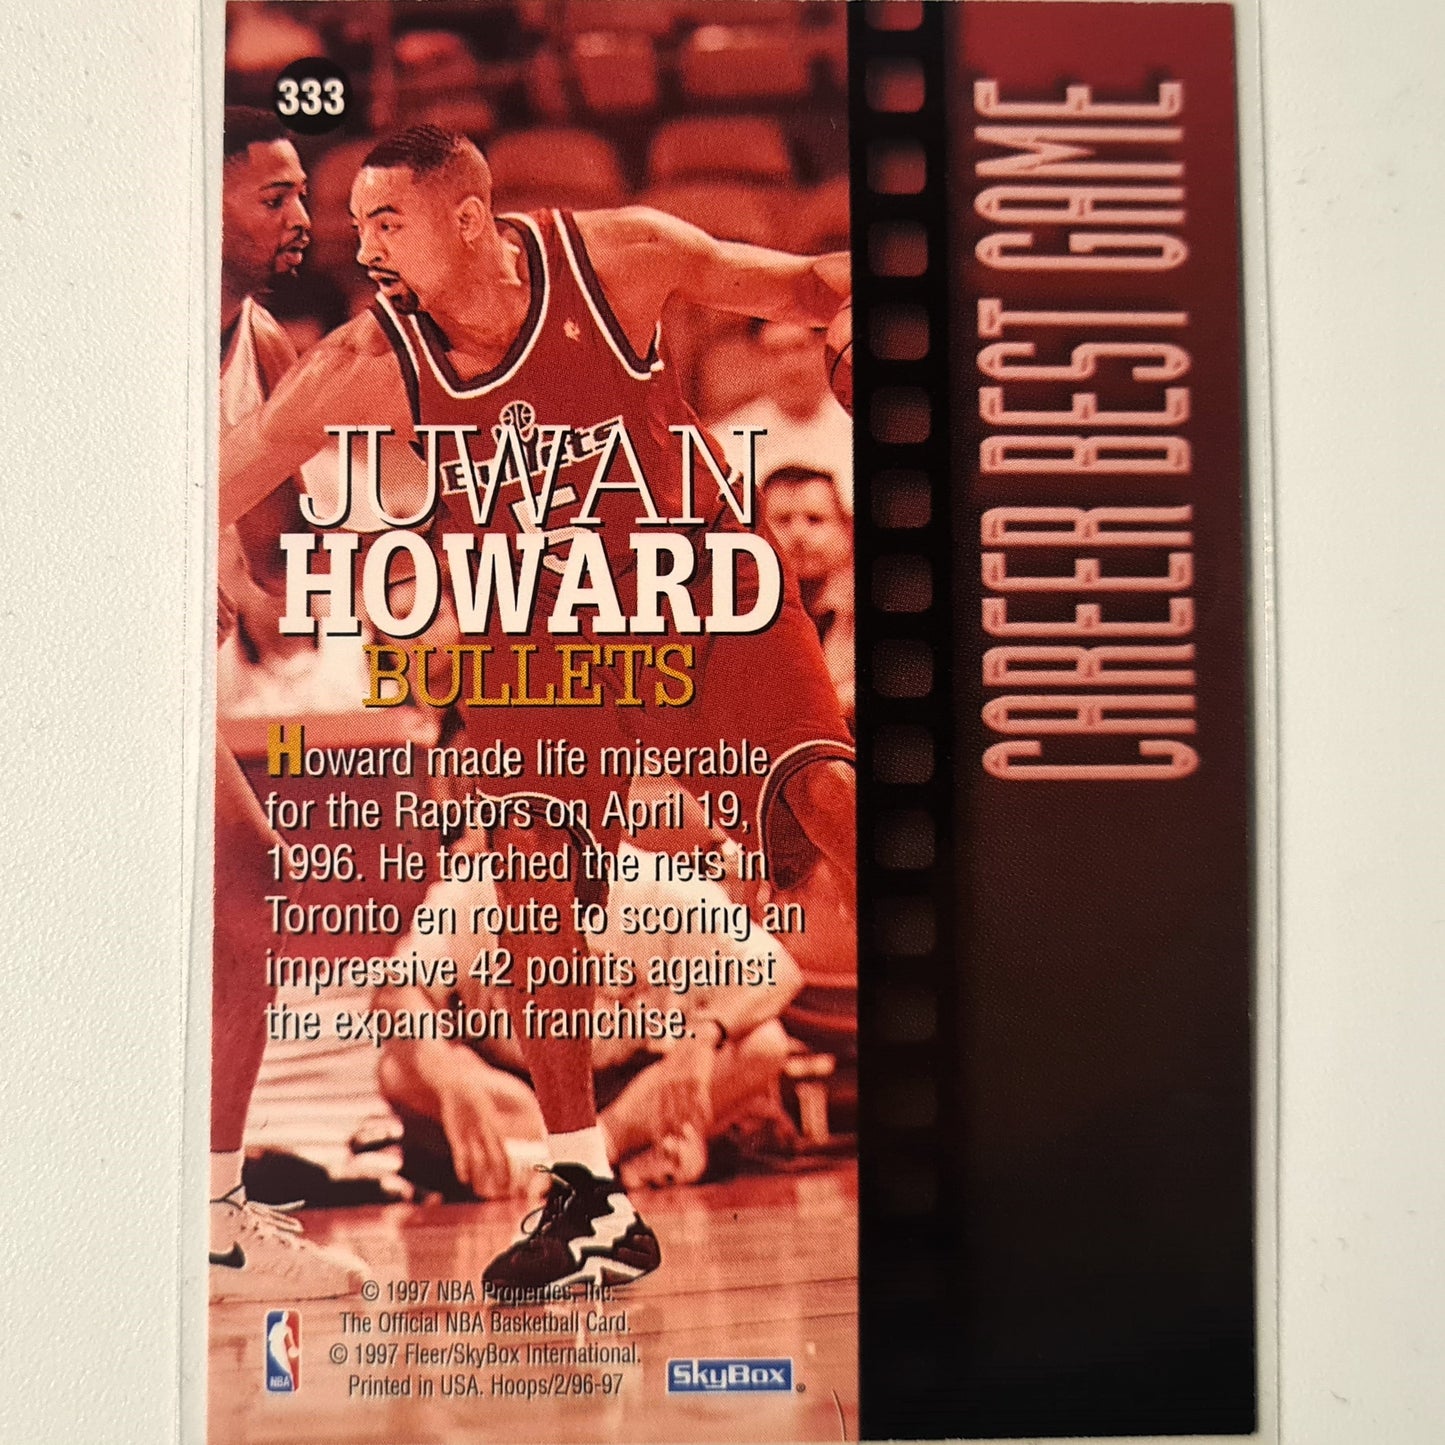 333
Bullets
5
JUWAN
HOWARD
BULLETS
Howard made life miserable
for the Raptors on April 19,
1996. He torched the nets in
Toronto en route to scoring an
impressive 42 points against
the expansion franchise.
© 1997 NBA Properties, Inc.
The Official NBA Basketball Card.
© 1997 Fleer/SkyBox International.
Printed in USA. Hoops/2/96-97
NBA
SkyBox®
CAREER BEST GAME